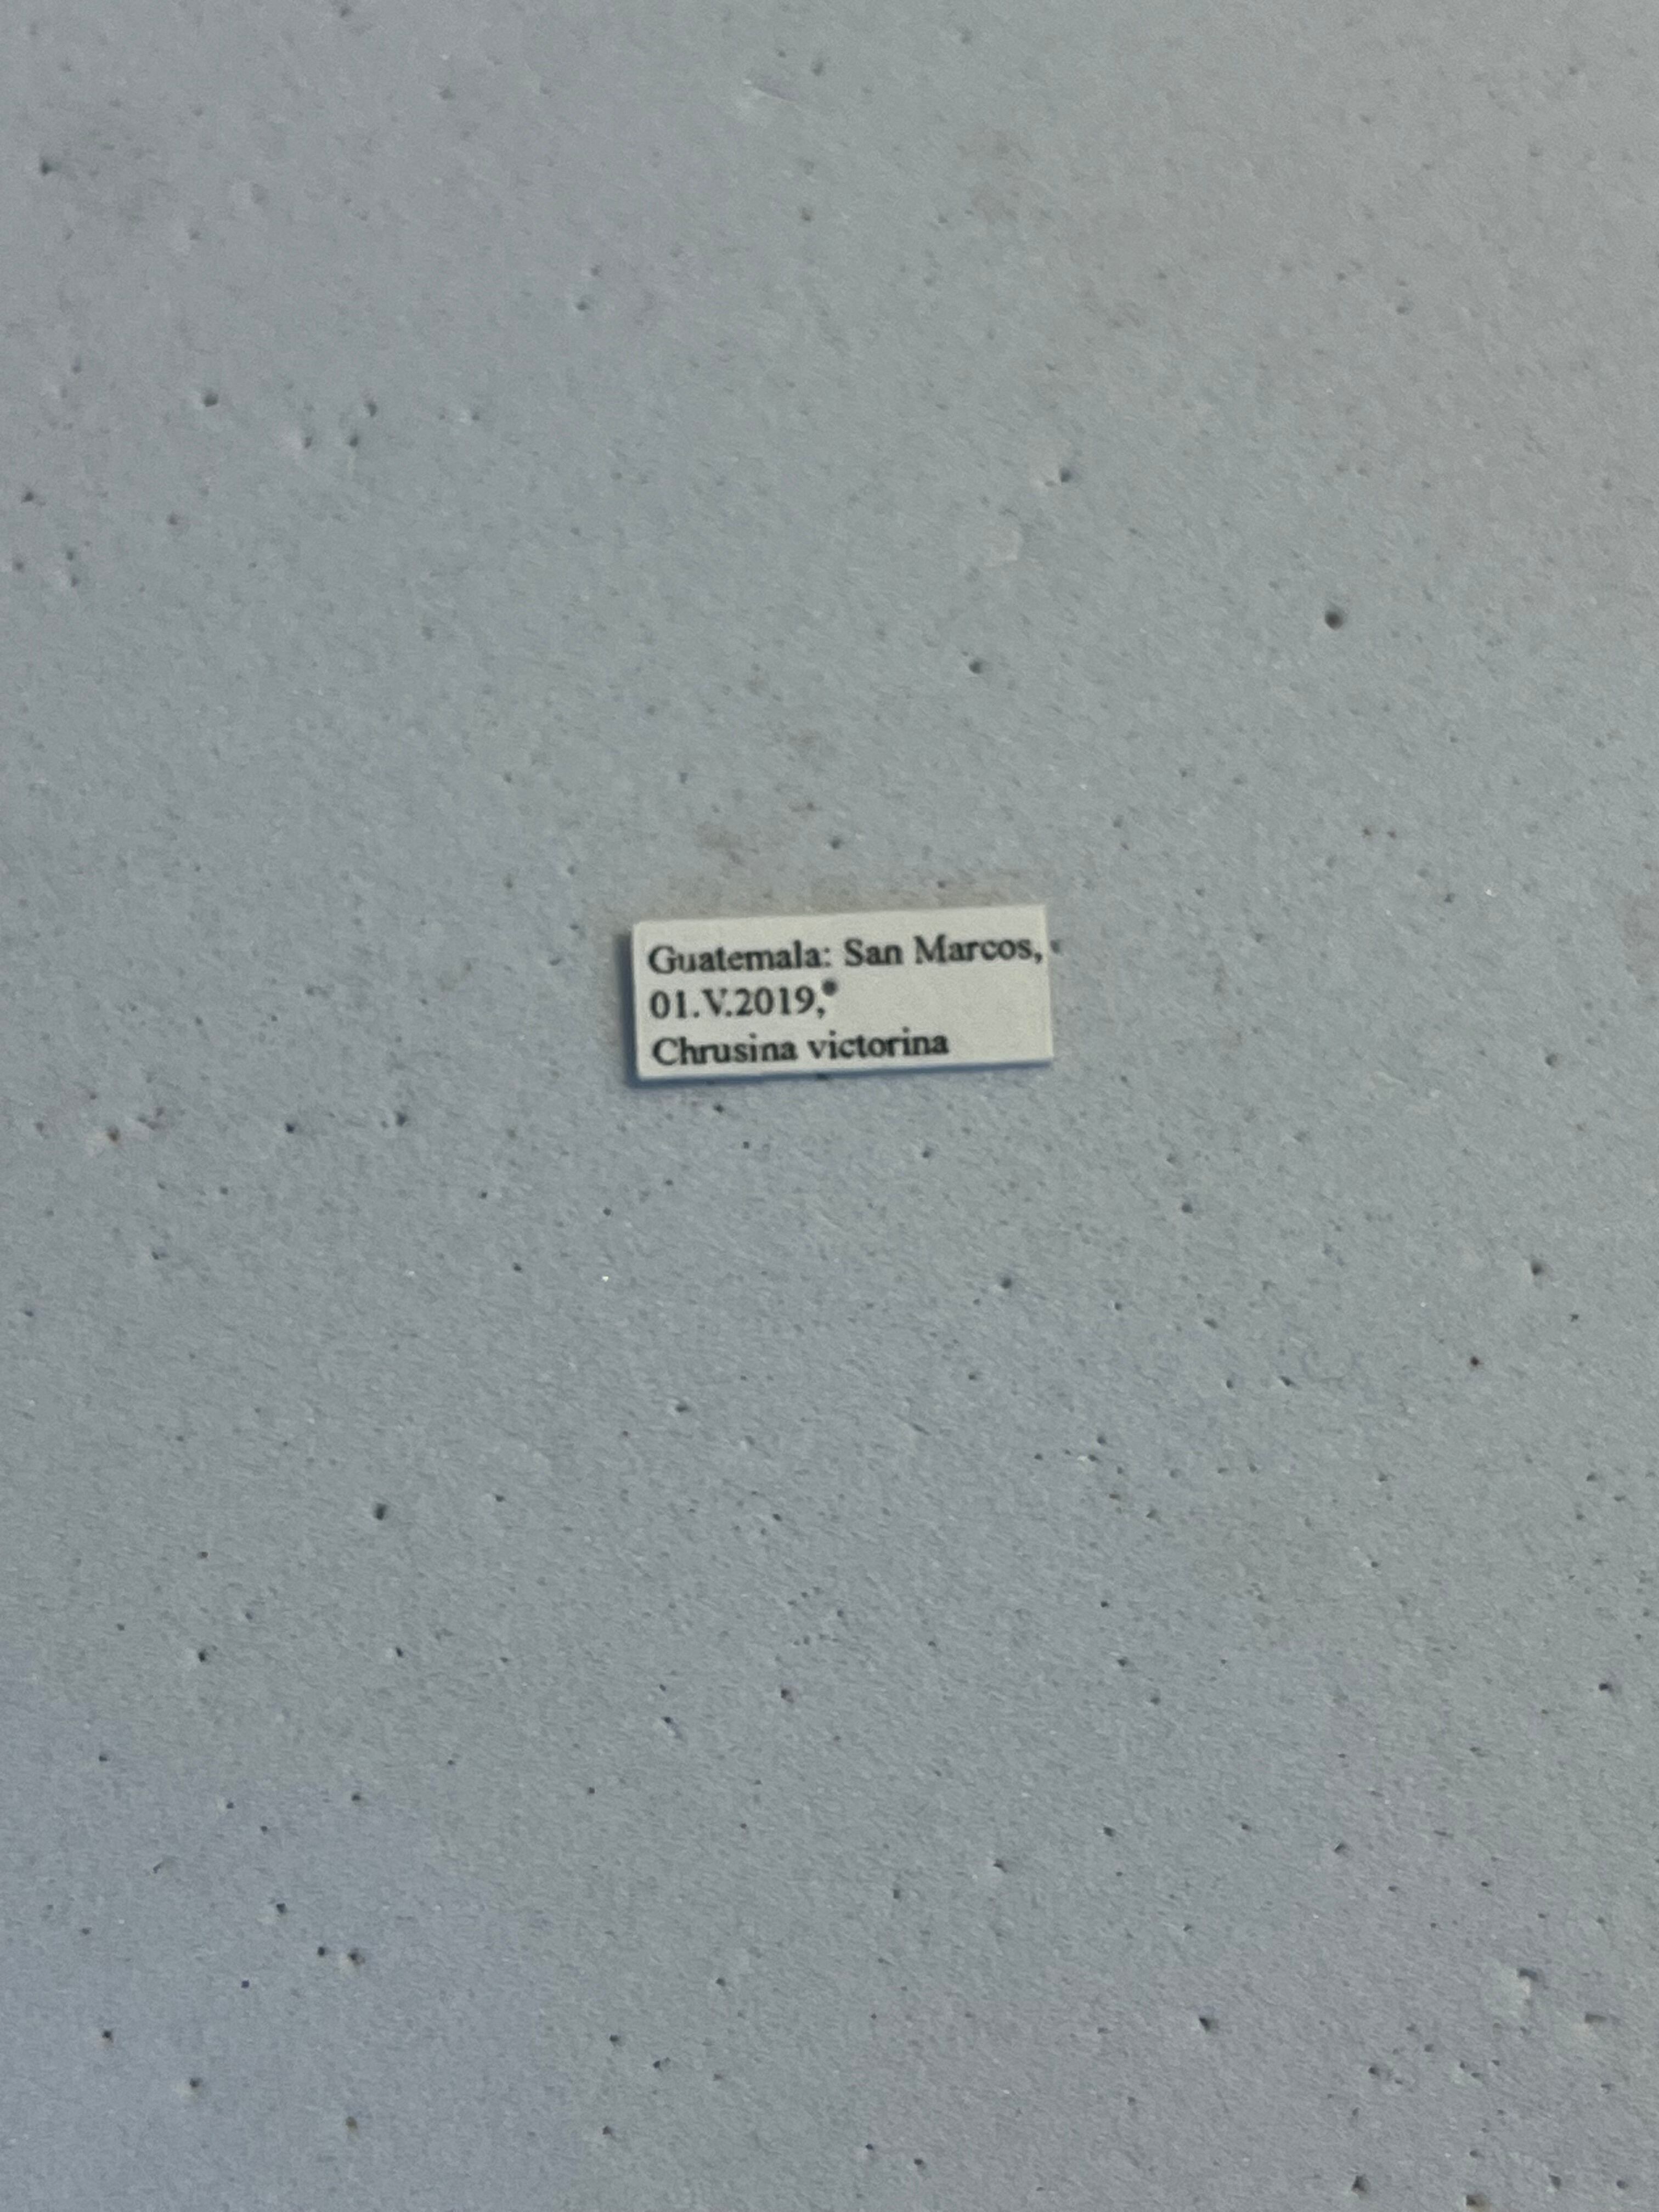 Guatemala: San Marcos,
01.V.2019,
Chrusina victorina